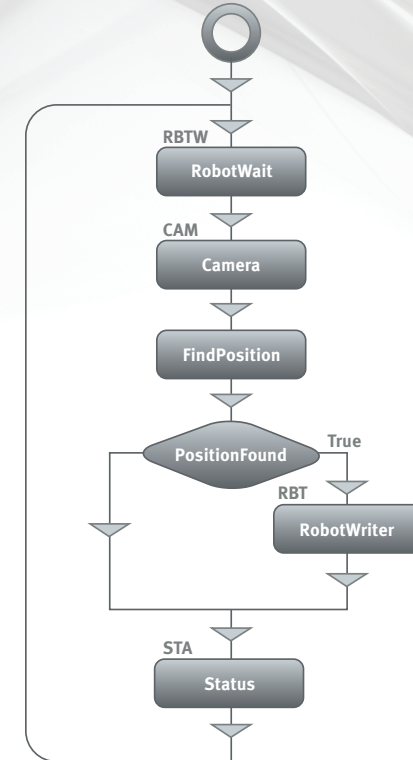 RBTW
RobotWait
CAM
Camera
FindPosition
PositionFound
True
RBT
RobotWriter
STA
Status